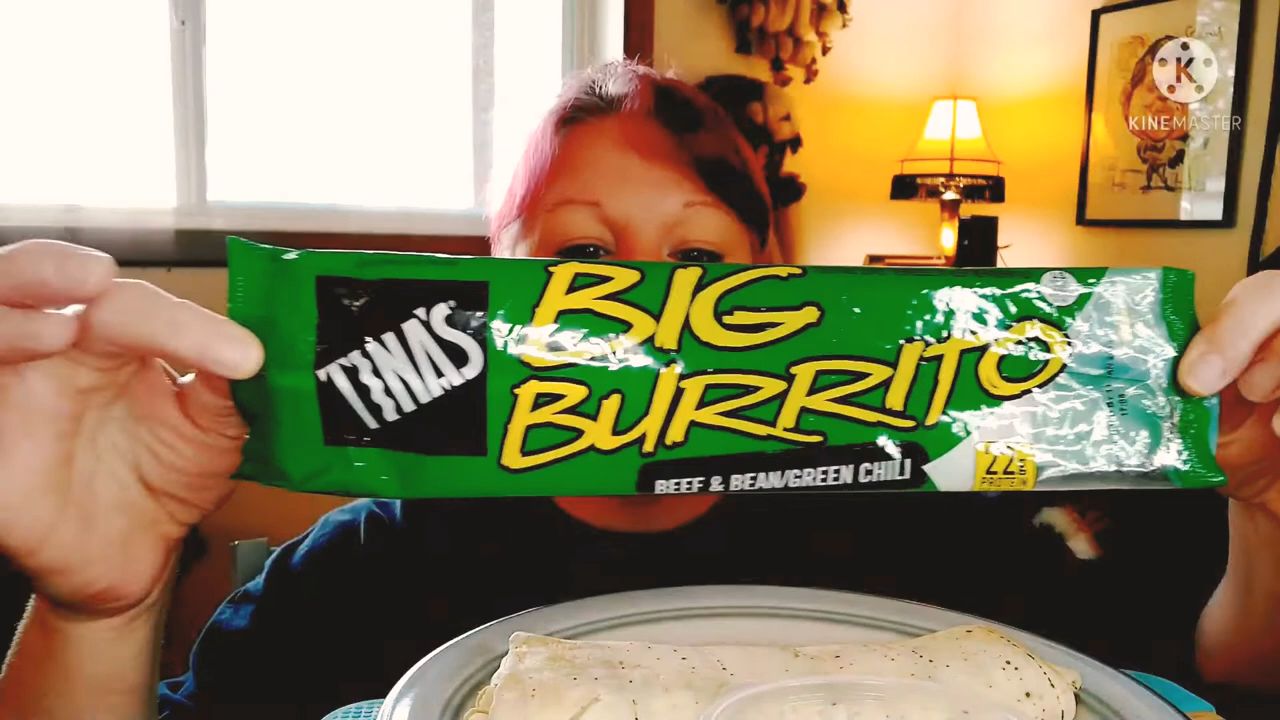 K
KINEMASTER
TINA'S
BIG
BURRITO
BEEF & BEAN/GREEN CHILI
22g
PROTEIN